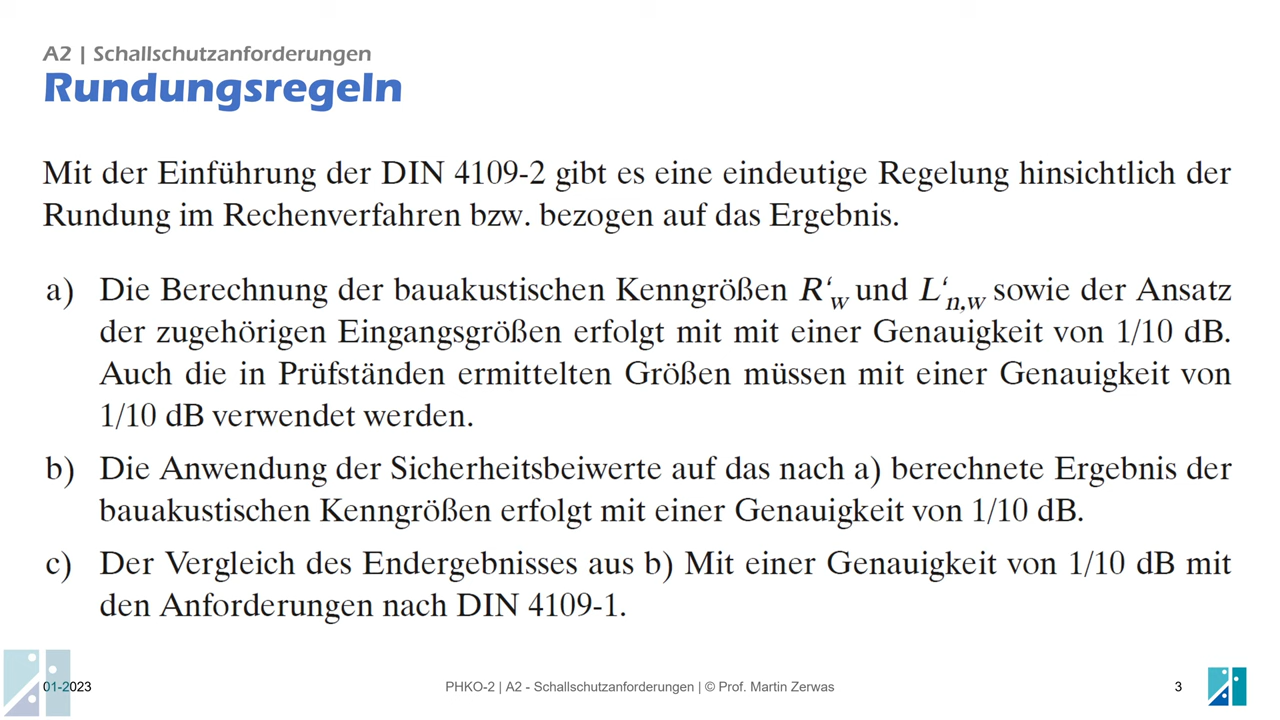 A2 | Schallschutzanforderungen
Rundungsregeln
Mit der Einführung der DIN 4109-2 gibt es eine eindeutige Regelung hinsichtlich der
Rundung im Rechenverfahren bzw. bezogen auf das Ergebnis.
a) Die Berechnung der bauakustischen Kenngrößen R‘w und L‘n,w sowie der Ansatz
der zugehörigen Eingangsgrößen erfolgt mit mit einer Genauigkeit von 1/10 dB.
Auch die in Prüfständen ermittelten Größen müssen mit einer Genauigkeit von
1/10 dB verwendet werden.
b) Die Anwendung der Sicherheitsbeiwerte auf das nach a) berechnete Ergebnis der
bauakustischen Kenngrößen erfolgt mit einer Genauigkeit von 1/10 dB.
c) Der Vergleich des Endergebnisses aus b) Mit einer Genauigkeit von 1/10 dB mit
den Anforderungen nach DIN 4109-1.
01-2023 PHKO-2 | A2 - Schallschutzanforderungen | © Prof. Martin Zerwas 3